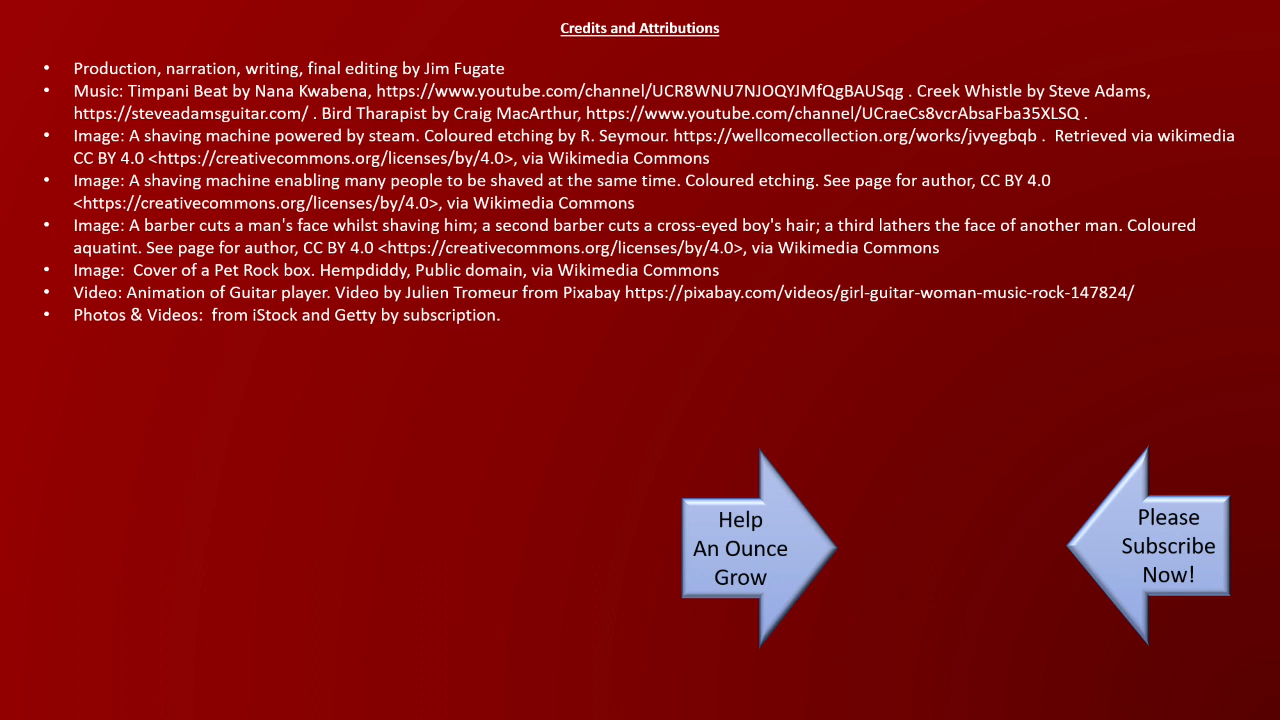 Credits and Attributions
• Production, narration, writing, final editing by Jim Fugate
• Music: Timpani Beat by Nana Kwabena, https://www.youtube.com/channel/UCR8WNU7NJOQYJMfQgBAUSqg . Creek Whistle by Steve Adams,
https://steveadamsguitar.com/ . Bird Tharapist by Craig MacArthur, https://www.youtube.com/channel/UCraeCs8vcrAbsaFba35XLSQ .
• Image: A shaving machine powered by steam. Coloured etching by R. Seymour. https://wellcomecollection.org/works/jvyegbqb .  Retrieved via wikimedia
CC BY 4.0 <https://creativecommons.org/licenses/by/4.0>, via Wikimedia Commons
• Image: A shaving machine enabling many people to be shaved at the same time. Coloured etching. See page for author, CC BY 4.0
<https://creativecommons.org/licenses/by/4.0>, via Wikimedia Commons
• Image: A barber cuts a man's face whilst shaving him; a second barber cuts a cross-eyed boy's hair; a third lathers the face of another man. Coloured
aquatint. See page for author, CC BY 4.0 <https://creativecommons.org/licenses/by/4.0>, via Wikimedia Commons
• Image:  Cover of a Pet Rock box. Hempdiddy, Public domain, via Wikimedia Commons
• Video: Animation of Guitar player. Video by Julien Tromeur from Pixabay https://pixabay.com/videos/girl-guitar-woman-music-rock-147824/
• Photos & Videos:  from iStock and Getty by subscription.
Help
An Ounce
Grow
Please
Subscribe
Now!